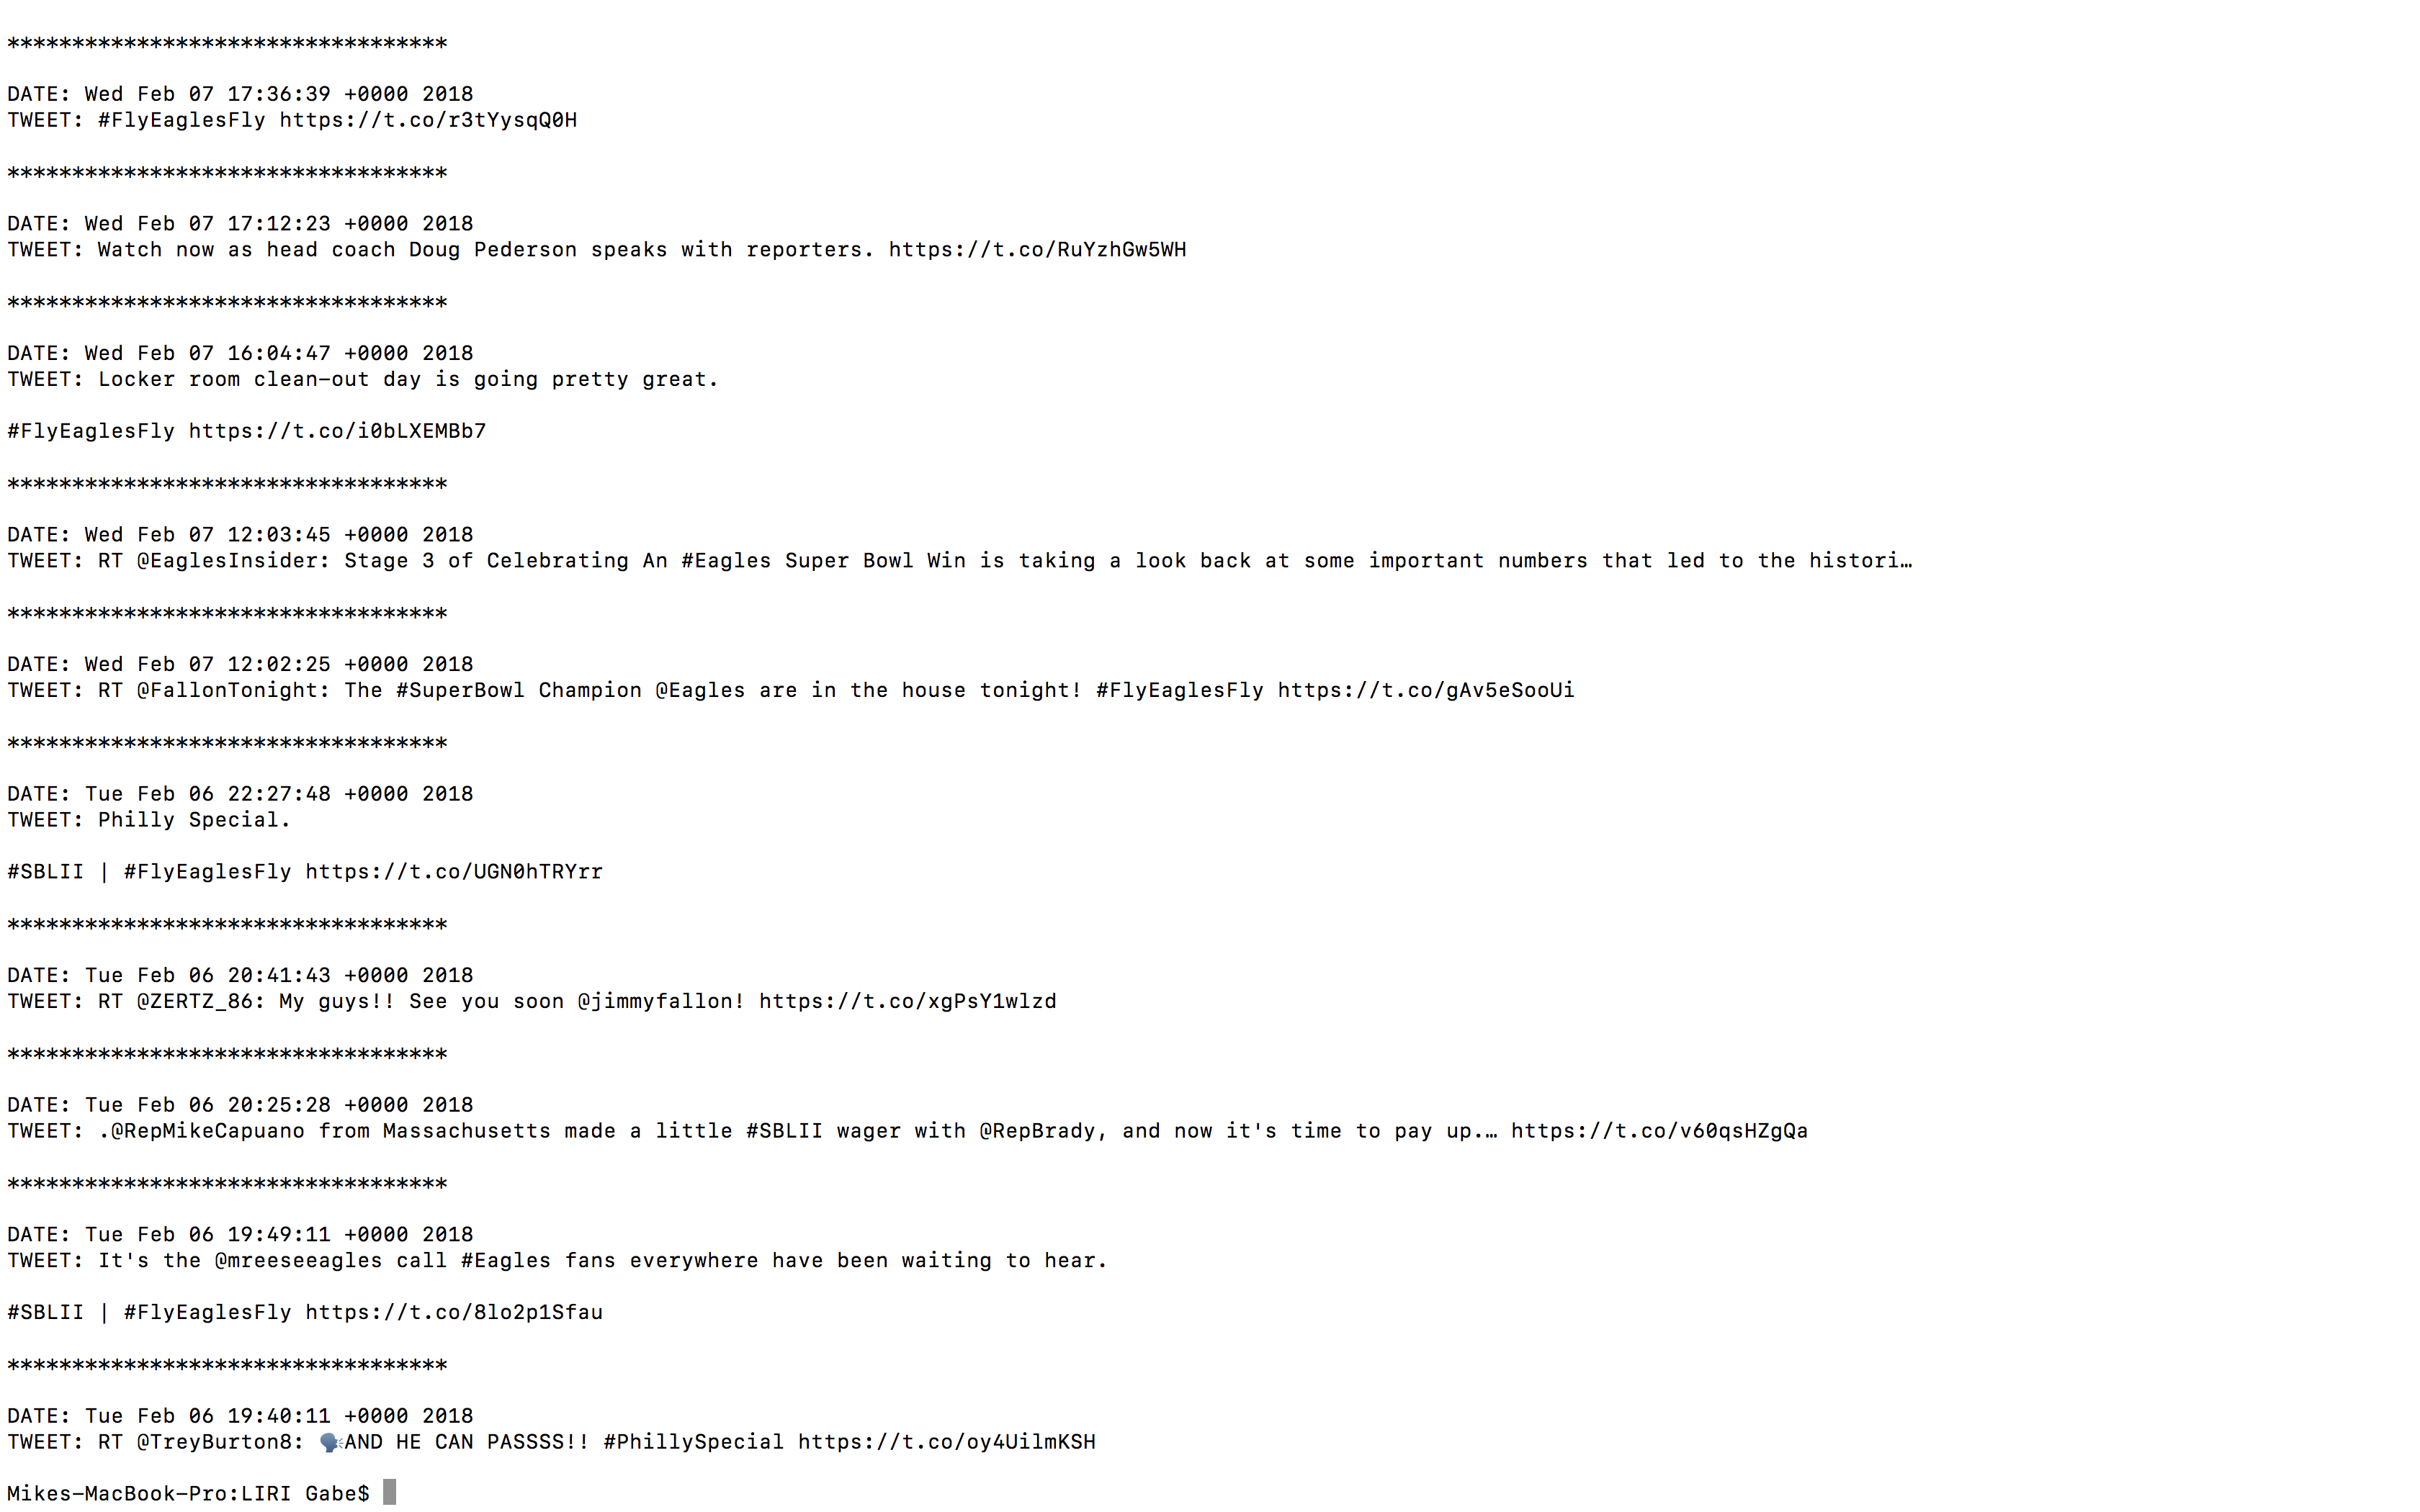 **********************************
DATE: Wed Feb 07 17:36:39 +0000 2018
TWEET: #FlyEaglesFly https://t.co/r3tYysqQ0H
**********************************
DATE: Wed Feb 07 17:12:23 +0000 2018
TWEET: Watch now as head coach Doug Pederson speaks with reporters. https://t.co/RuYzhGw5WH
**********************************
DATE: Wed Feb 07 16:04:47 +0000 2018
TWEET: Locker room clean-out day is going pretty great.
#FlyEaglesFly https://t.co/i0bLXEMBb7
**********************************
DATE: Wed Feb 07 12:03:45 +0000 2018
TWEET: RT @EaglesInsider: Stage 3 of Celebrating An #Eagles Super Bowl Win is taking a look back at some important numbers that led to the histori…
**********************************
DATE: Wed Feb 07 12:02:25 +0000 2018
TWEET: RT @FallonTonight: The #SuperBowl Champion @Eagles are in the house tonight! #FlyEaglesFly https://t.co/gAv5eSooUi
**********************************
DATE: Tue Feb 06 22:27:48 +0000 2018
TWEET: Philly Special.
#SBLII | #FlyEaglesFly https://t.co/UGN0hTRYrr
**********************************
DATE: Tue Feb 06 20:41:43 +0000 2018
TWEET: RT @ZERTZ_86: My guys!! See you soon @jimmyfallon! https://t.co/xgPsY1wlzd
**********************************
DATE: Tue Feb 06 20:25:28 +0000 2018
TWEET: .@RepMikeCapuano from Massachusetts made a little #SBLII wager with @RepBrady, and now it's time to pay up.… https://t.co/v60qsHZgQa
**********************************
DATE: Tue Feb 06 19:49:11 +0000 2018
TWEET: It's the @mreeseeagles call #Eagles fans everywhere have been waiting to hear.
#SBLII | #FlyEaglesFly https://t.co/8lo2p1Sfau
**********************************
DATE: Tue Feb 06 19:40:11 +0000 2018
TWEET: RT @TreyBurton8: 🗣AND HE CAN PASSSS!! #PhillySpecial https://t.co/oy4UilmKSH
Mikes-MacBook-Pro:LIRI Gabe$